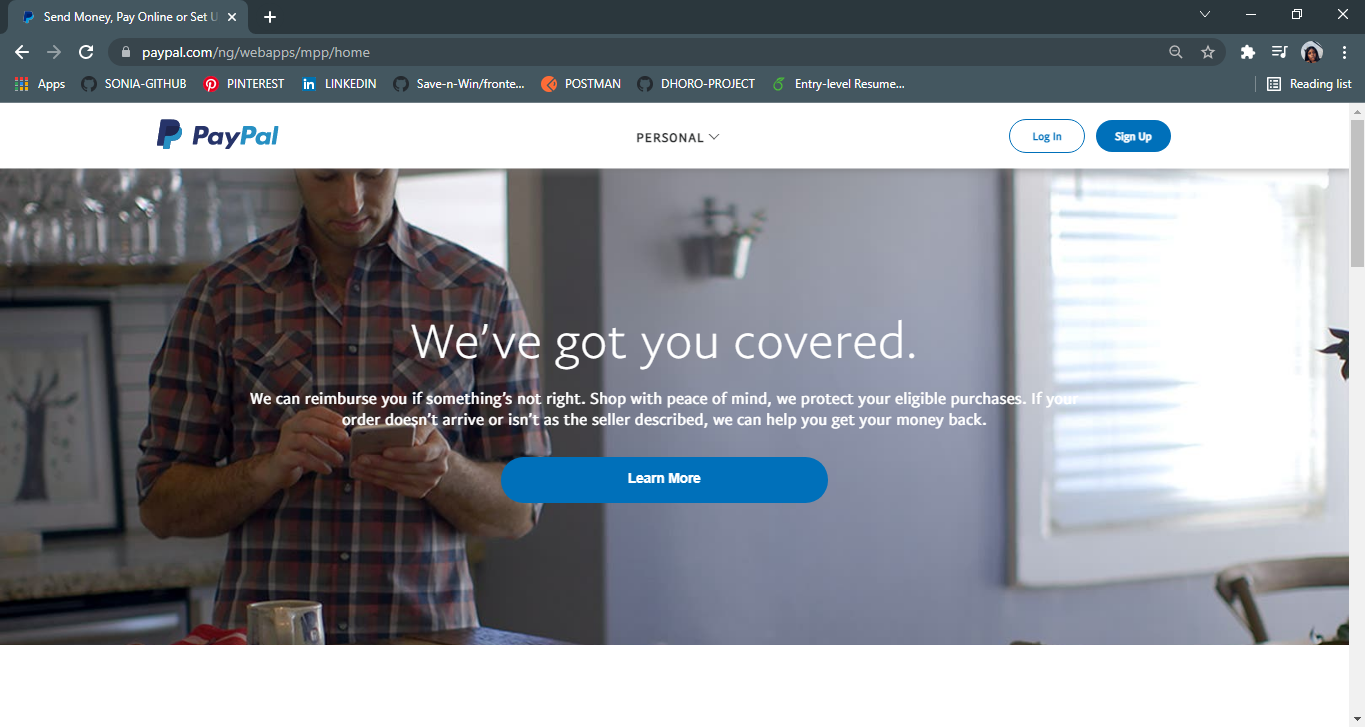 Send Money, Pay Online or Set U
paypal.com/ng/webapps/mpp/home
Apps SONIA-GITHUB PINTEREST LINKEDIN Save-n-Win/fronte... POSTMAN DHORO-PROJECT Entry-level Resume... Reading list
PayPal PERSONAL Log In Sign Up
We've got you covered.
We can reimburse you if something's not right. Shop with peace of mind, we protect your eligible purchases. If your
order doesn't arrive or isn't as the seller described, we can help you get your money back.
Learn More